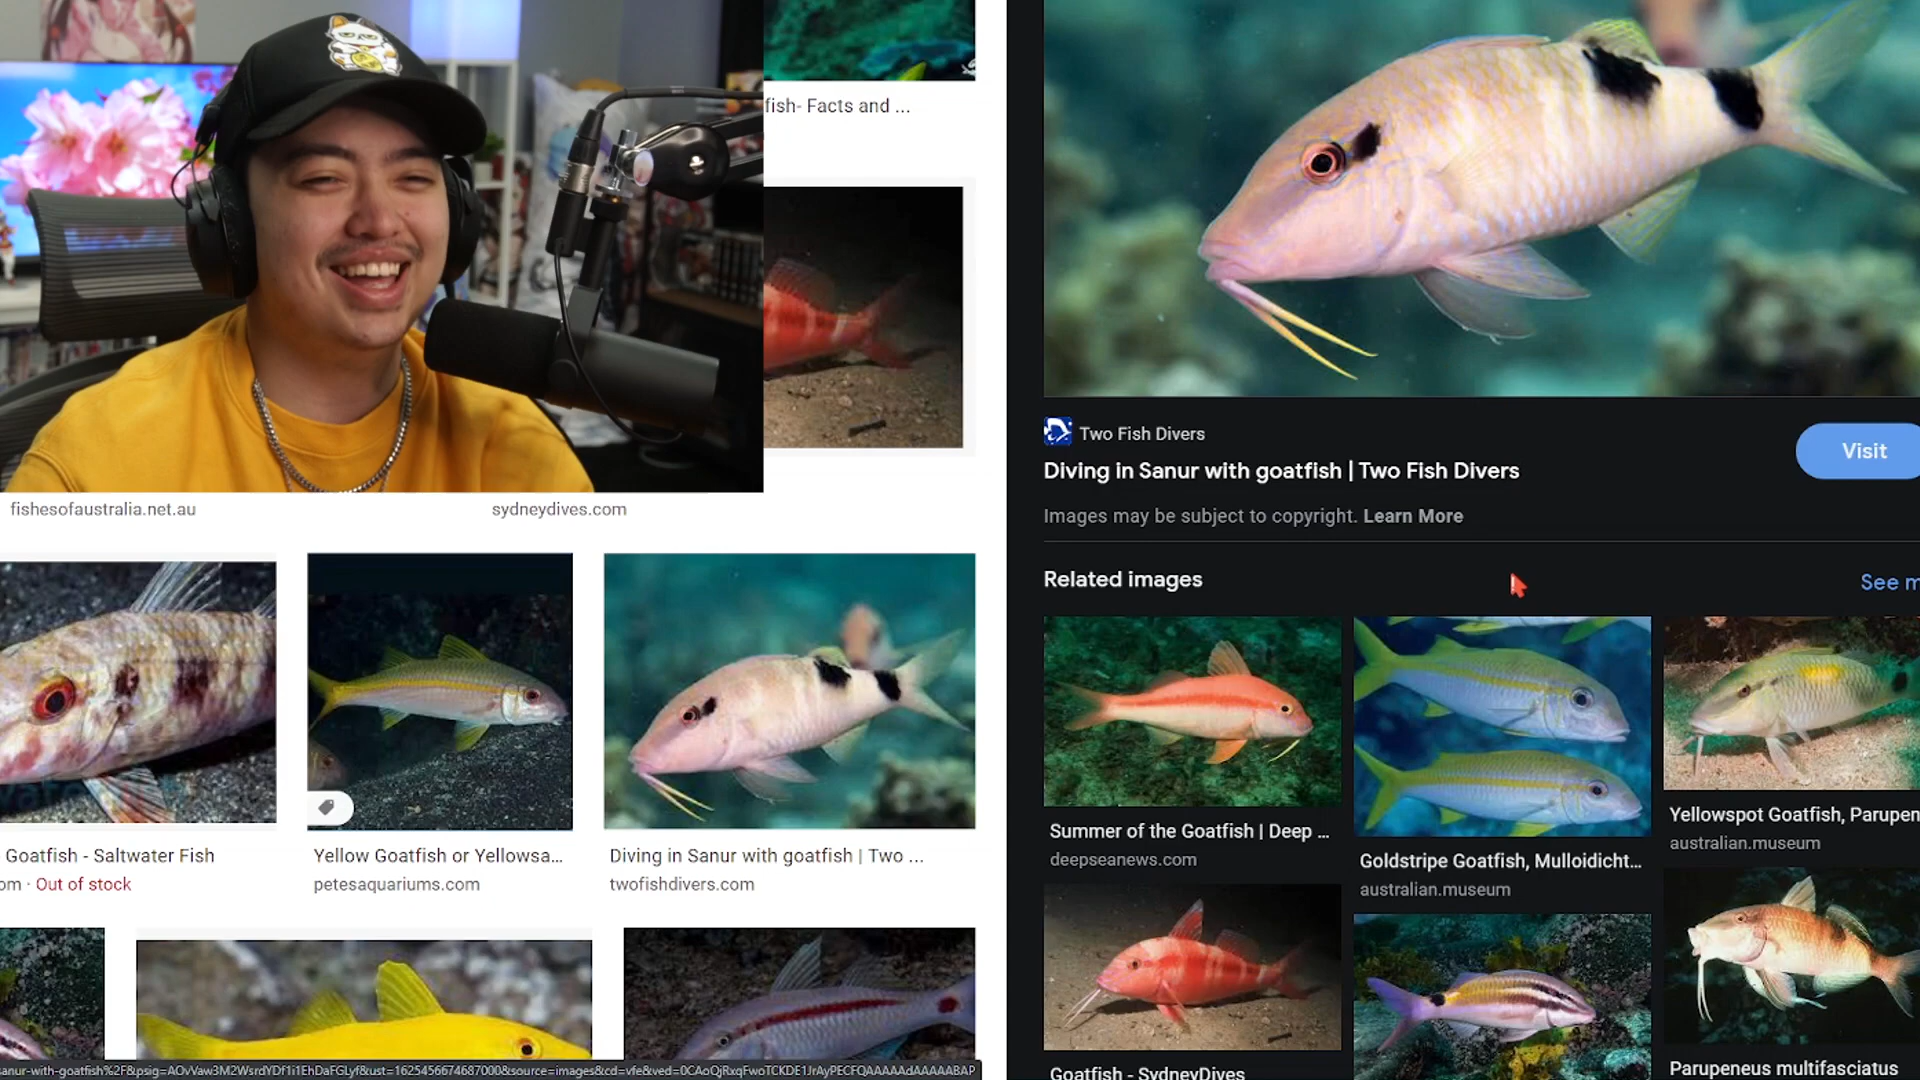 fish- Facts and ...
fishesofaustralia.net.au
sydneydives.com
Goatfish - Saltwater Fish
om · Out of stock
Yellow Goatfish or Yellowsa...
petesaquariums.com
Diving in Sanur with goatfish | Two ...
twofishdivers.com
Two Fish Divers
Diving in Sanur with goatfish | Two Fish Divers
Visit
Images may be subject to copyright. Learn More
Related images
See m
Summer of the Goatfish | Deep ...
deepseanews.com
Goldstripe Goatfish, Mulloidicht...
australian.museum
Yellowspot Goatfish, Parupen
australian.museum
Goatfish - SydneyDives
Parupeneus multifasciatus